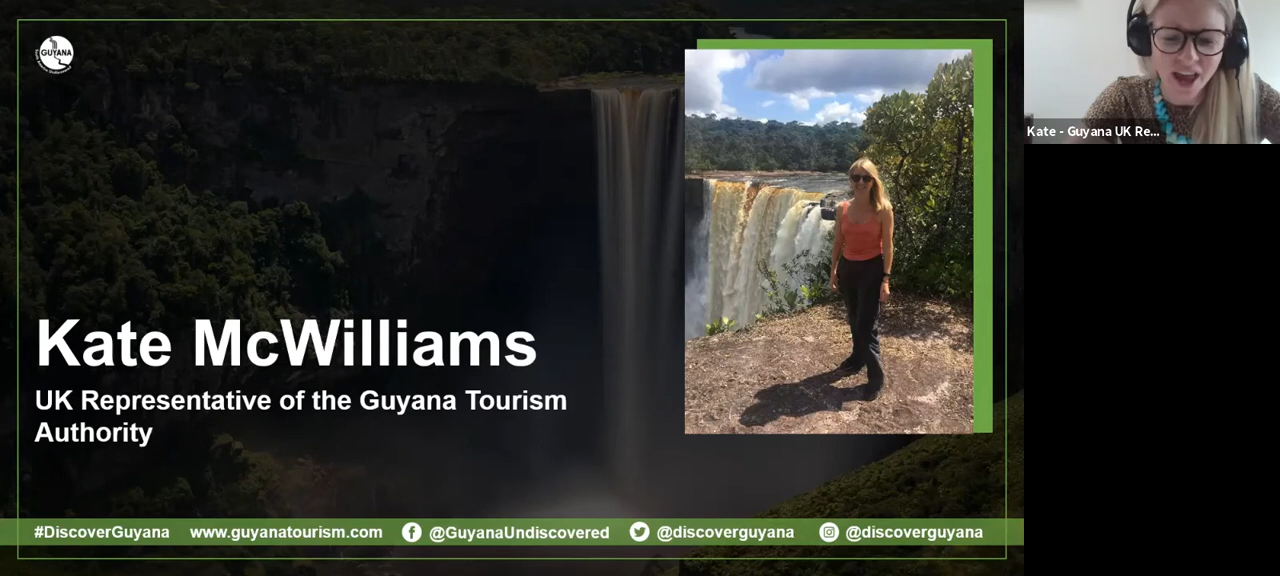 GUYANA
Kate - Guyana UK Re...
Kate McWilliams
UK Representative of the Guyana Tourism
Authority
#DiscoverGuyana www.guyanatourism.com @GuyanaUndiscovered @discoverguyana @discoverguyana